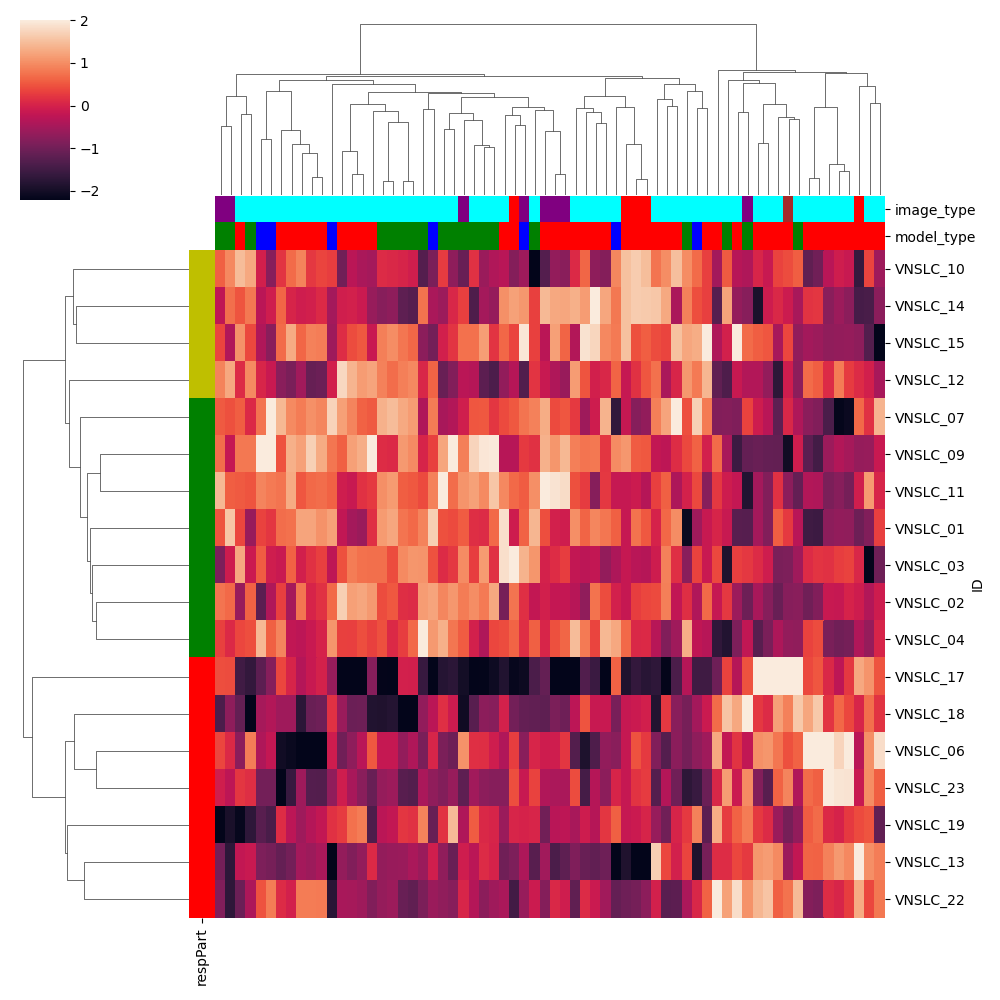 2
1
0
−1
−2
image_type
model_type
VNSLC_10
VNSLC_14
VNSLC_15
VNSLC_12
VNSLC_07
VNSLC_09
VNSLC_11
VNSLC_01
VNSLC_03
VNSLC_02
VNSLC_04
VNSLC_17
VNSLC_18
VNSLC_06
VNSLC_23
VNSLC_19
VNSLC_13
VNSLC_22
ID
respPart